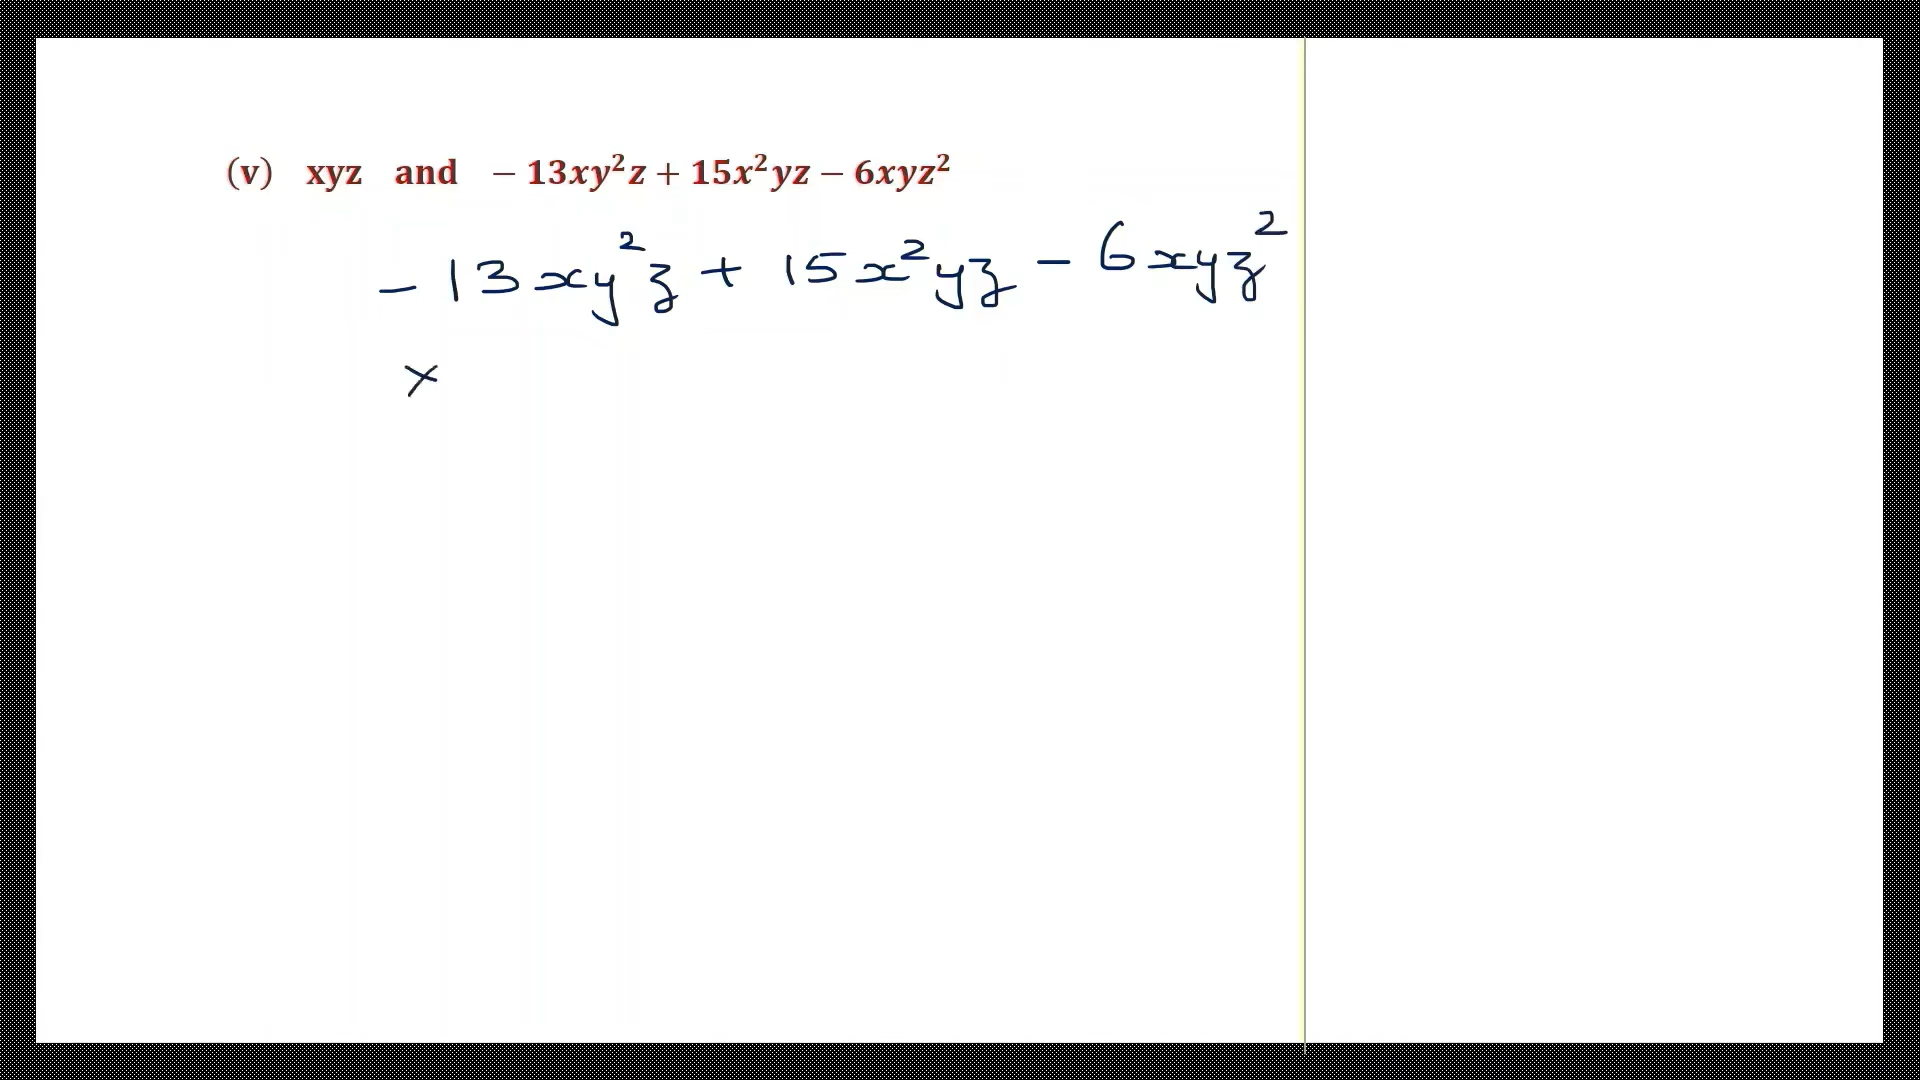 (v) xyz and − 13xy²z + 15x²yz − 6xyz²
− 13xy²z + 15x²yz − 6xyz²
×